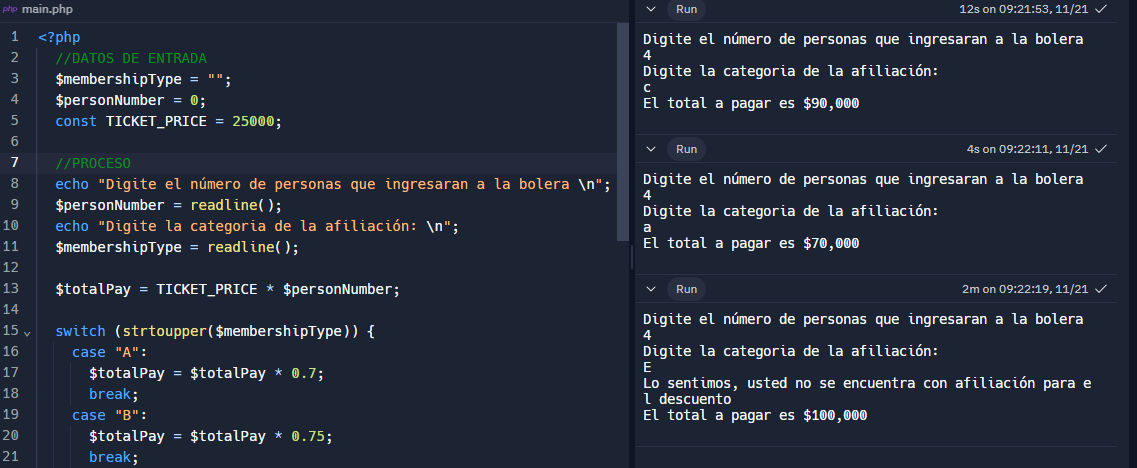 php main.php
1 <?php
2 //DATOS DE ENTRADA
3 $membershipType = "";
4 $personNumber = 0;
5 const TICKET_PRICE = 25000;
6
7 //PROCESO
8 echo "Digite el número de personas que ingresaran a la bolera \n";
9 $personNumber = readline();
10 echo "Digite la categoria de la afiliación: \n";
11 $membershipType = readline();
12
13 $totalPay = TICKET_PRICE * $personNumber;
14
15 switch (strtoupper($membershipType)) {
16 case "A":
17 $totalPay = $totalPay * 0.7;
18 break;
19 case "B":
20 $totalPay = $totalPay * 0.75;
21 break;
Run 12s on 09:21:53, 11/21
Digite el número de personas que ingresaran a la bolera
4
Digite la categoria de la afiliación:
c
El total a pagar es $90,000
Run 4s on 09:22:11, 11/21
Digite el número de personas que ingresaran a la bolera
4
Digite la categoria de la afiliación:
a
El total a pagar es $70,000
Run 2m on 09:22:19, 11/21
Digite el número de personas que ingresaran a la bolera
4
Digite la categoria de la afiliación:
E
Lo sentimos, usted no se encuentra con afiliación para e
l descuento
El total a pagar es $100,000